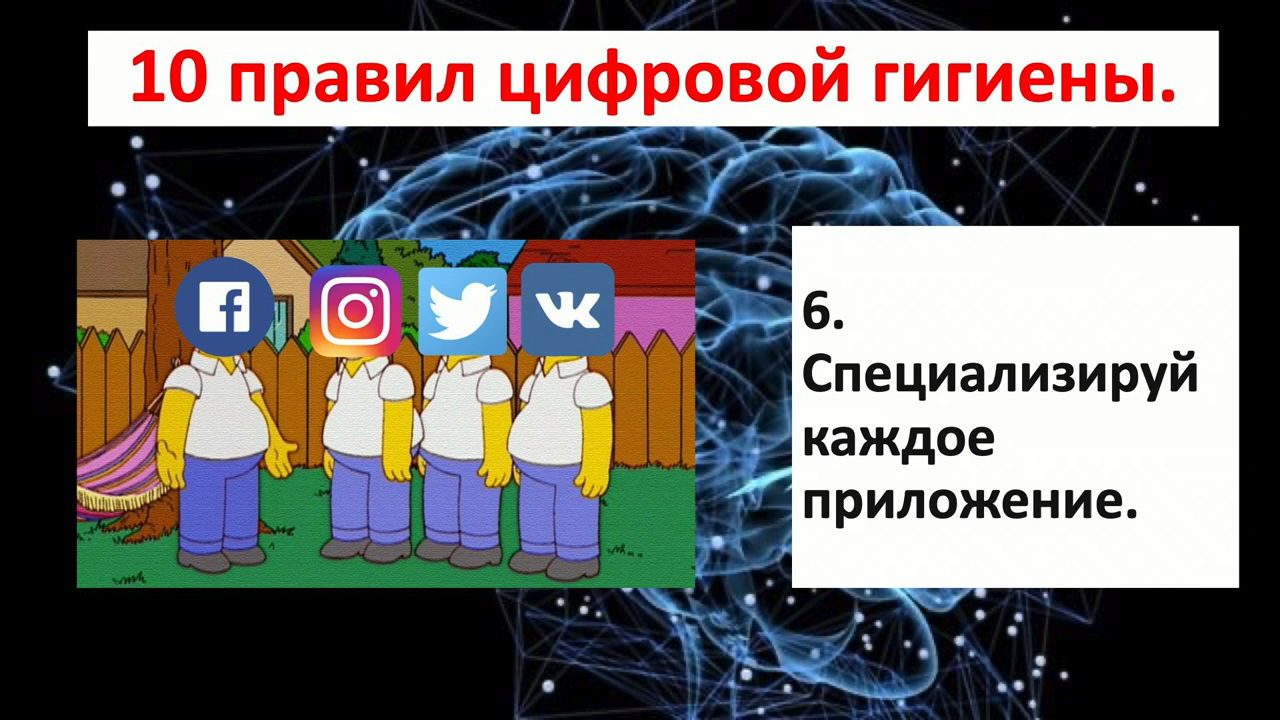 10 правил цифровой гигиены.
6.
Специализируй
каждое
приложение.